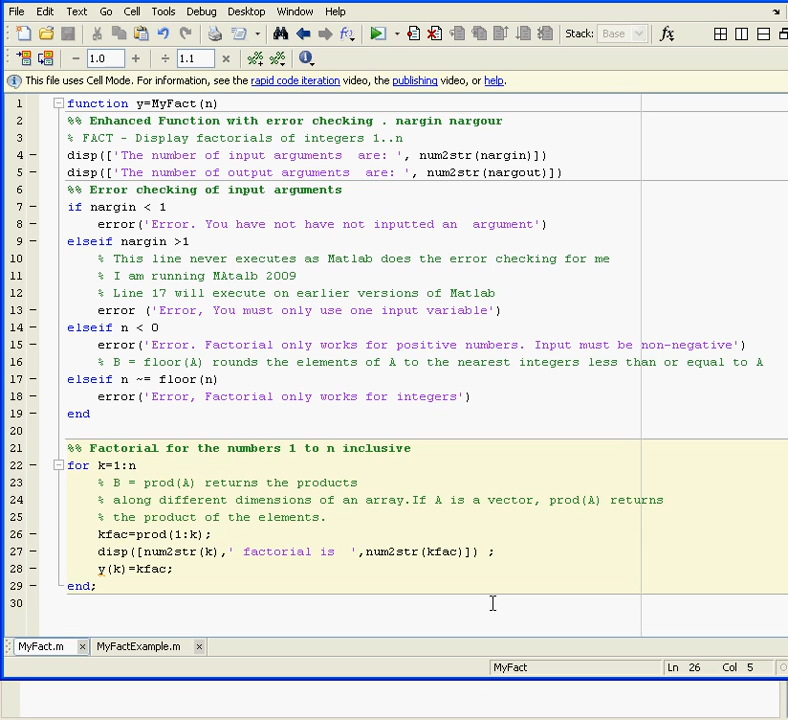 File Edit Text Go Cell Tools Debug Desktop Window Help
Stack: Base fx
− 1.0 + ÷ 1.1 ×
This file uses Cell Mode. For information, see the rapid code iteration video, the publishing video, or help.
1 function y=MyFact(n)
2 %% Enhanced Function with error checking . nargin nargour
3 % FACT - Display factorials of integers 1..n
4 − disp(['The number of input arguments  are: ', num2str(nargin)])
5 − disp(['The number of output arguments  are: ', num2str(nargout)])
6 %% Error checking of input arguments
7 − if nargin < 1
8 − error('Error. You have not have not inputted an  argument')
9 − elseif nargin >1
10 % This line never executes as Matlab does the error checking for me
11 % I am running MAtalb 2009
12 % Line 17 will execute on earlier versions of Matlab
13 − error ('Error, You must only use one input variable')
14 − elseif n < 0
15 − error('Error. Factorial only works for positive numbers. Input must be non-negative')
16 % B = floor(A) rounds the elements of A to the nearest integers less than or equal to A
17 − elseif n ~= floor(n)
18 − error('Error, Factorial only works for integers')
19 − end
20
21 %% Factorial for the numbers 1 to n inclusive
22 − for k=1:n
23 % B = prod(A) returns the products
24 % along different dimensions of an array.If A is a vector, prod(A) returns
25 % the product of the elements.
26 − kfac=prod(1:k);
27 − disp([num2str(k),' factorial is  ',num2str(kfac)]) ;
28 − y(k)=kfac;
29 − end;
30
MyFact.m × MyFactExample.m ×
MyFact Ln 26 Col 5